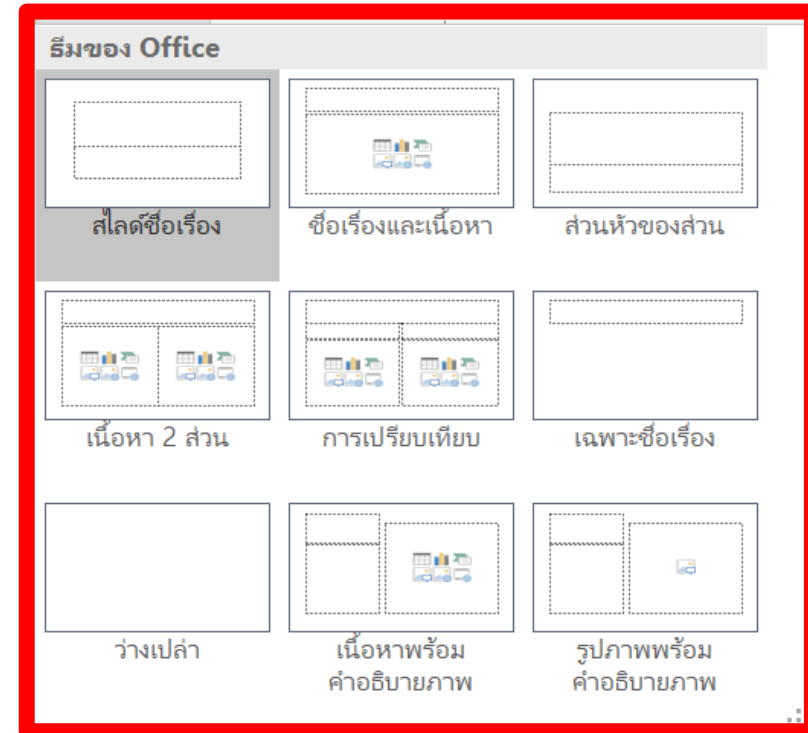 ธีมของ Office
สไลด์ชื่อเรื่อง
ชื่อเรื่องและเนื้อหา
ส่วนหัวของส่วน
เนื้อหา 2 ส่วน
การเปรียบเทียบ
เฉพาะชื่อเรื่อง
ว่างเปล่า
เนื้อหาพร้อม
คำอธิบายภาพ
รูปภาพพร้อม
คำอธิบายภาพ